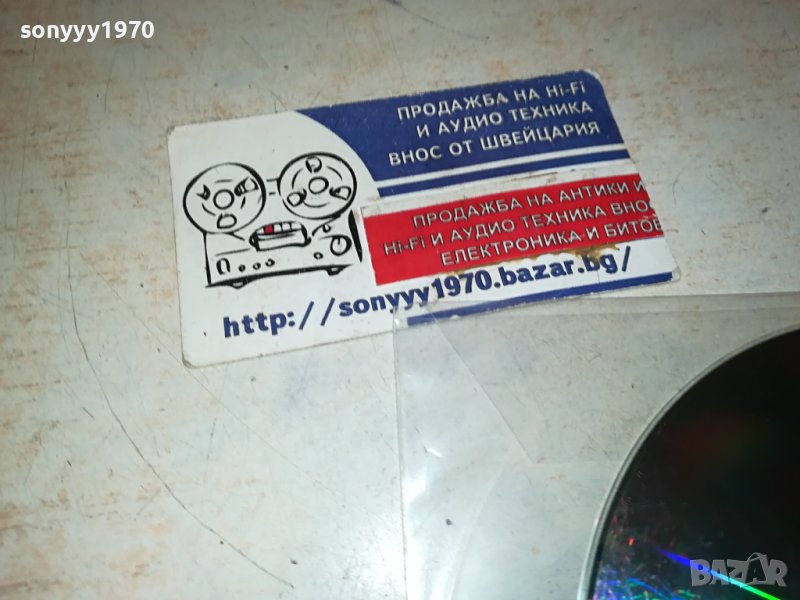 sonyyy1970
ПРОДАЖБА НА Hi-Fi
И АУДИО ТЕХНИКА
ВНОС ОТ ШВЕЙЦАРИЯ
ПРОДАЖБА НА АНТИКИ И
Hi-Fi И АУДИО ТЕХНИКА ВНОС
ЕЛЕКТРОНИКА И БИТОВ
http://sonyyy1970.bazar.bg/
BAZAR